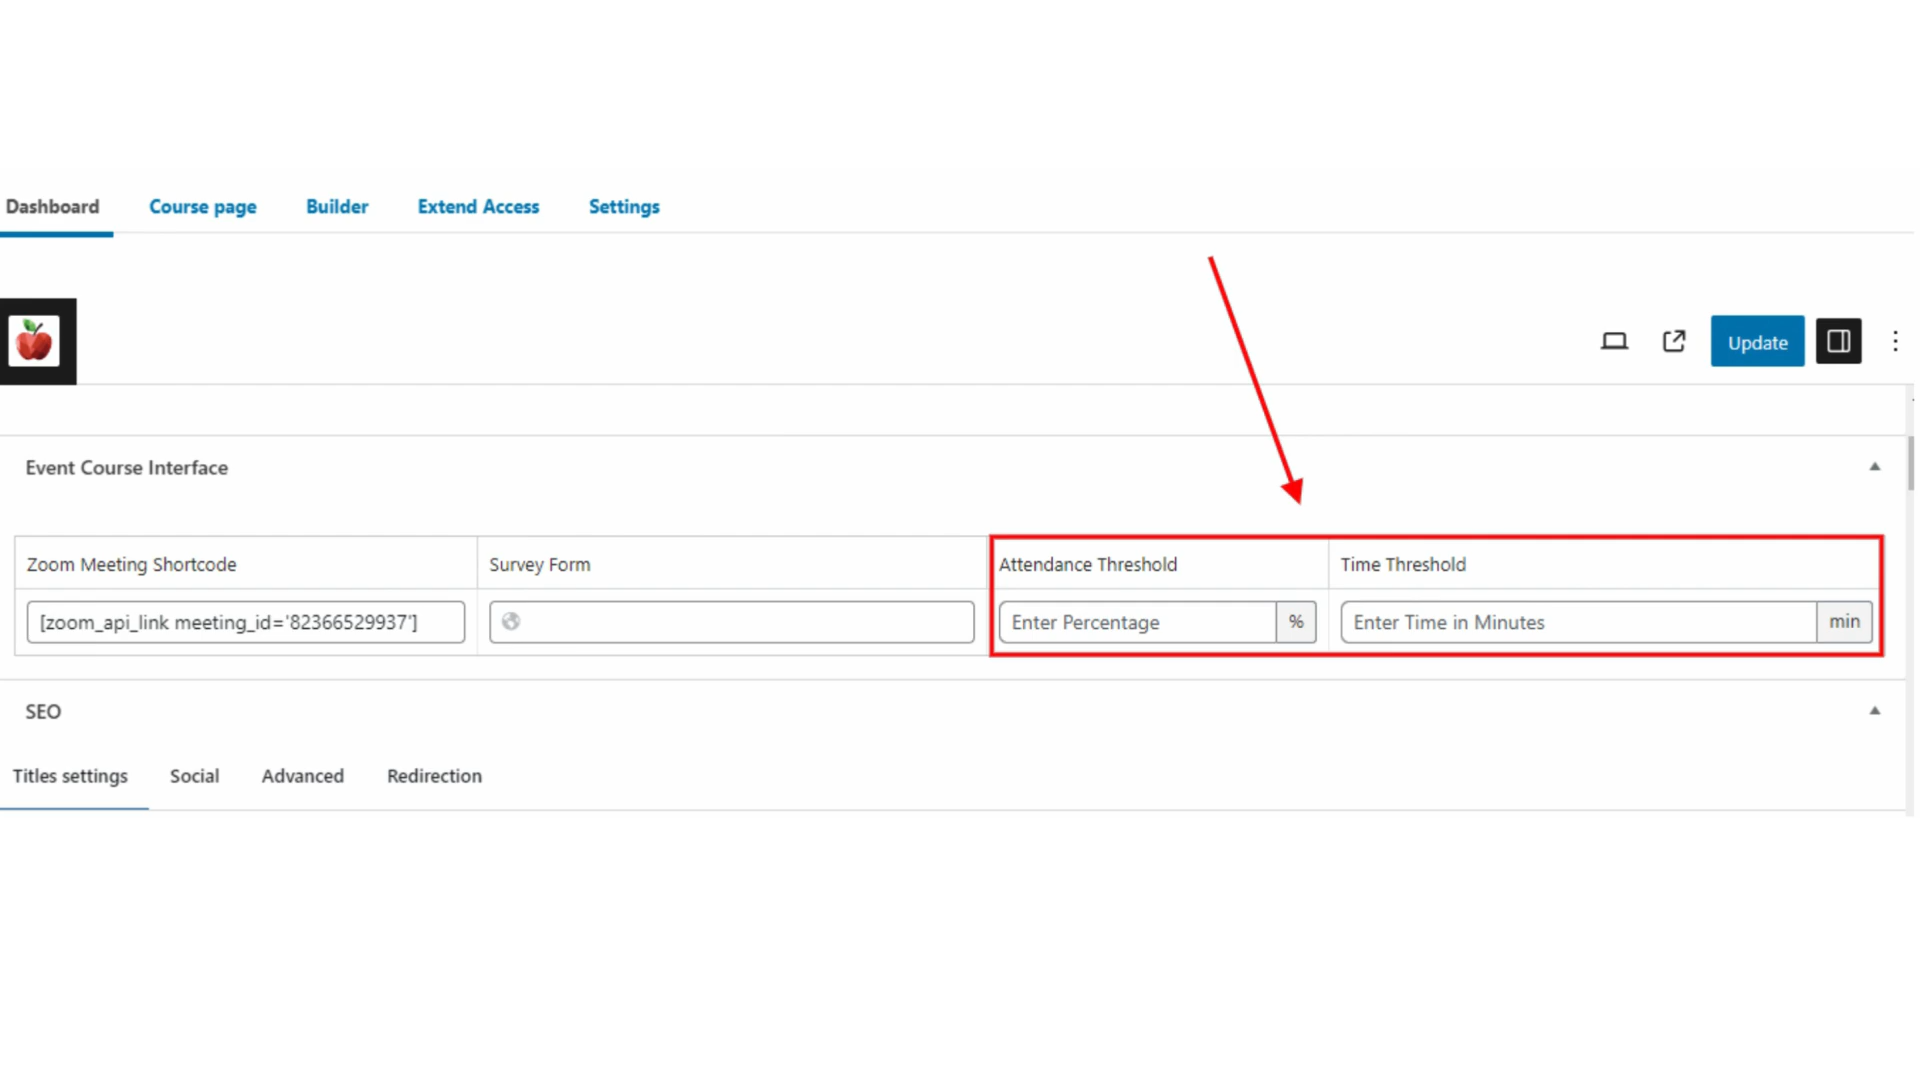 Dashboard Course page Builder Extend Access Settings
Update
Event Course Interface
Zoom Meeting Shortcode Survey Form Attendance Threshold Time Threshold
[zoom_api_link meeting_id='82366529937'] Enter Percentage % Enter Time in Minutes min
SEO
Titles settings Social Advanced Redirection